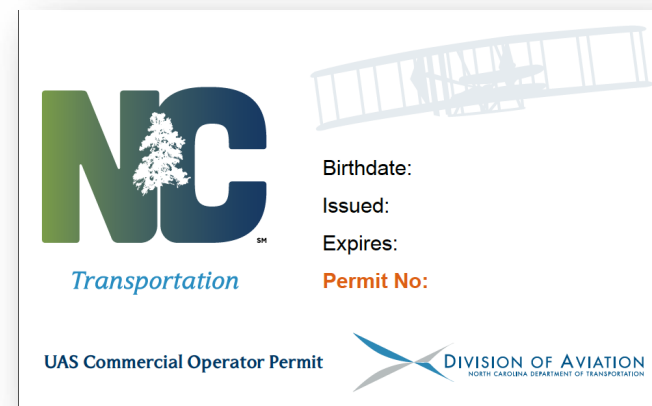 NC
SM
Transportation
Birthdate:
Issued:
Expires:
Permit No:
UAS Commercial Operator Permit
DIVISION OF AVIATION
NORTH CAROLINA DEPARTMENT OF TRANSPORTATION